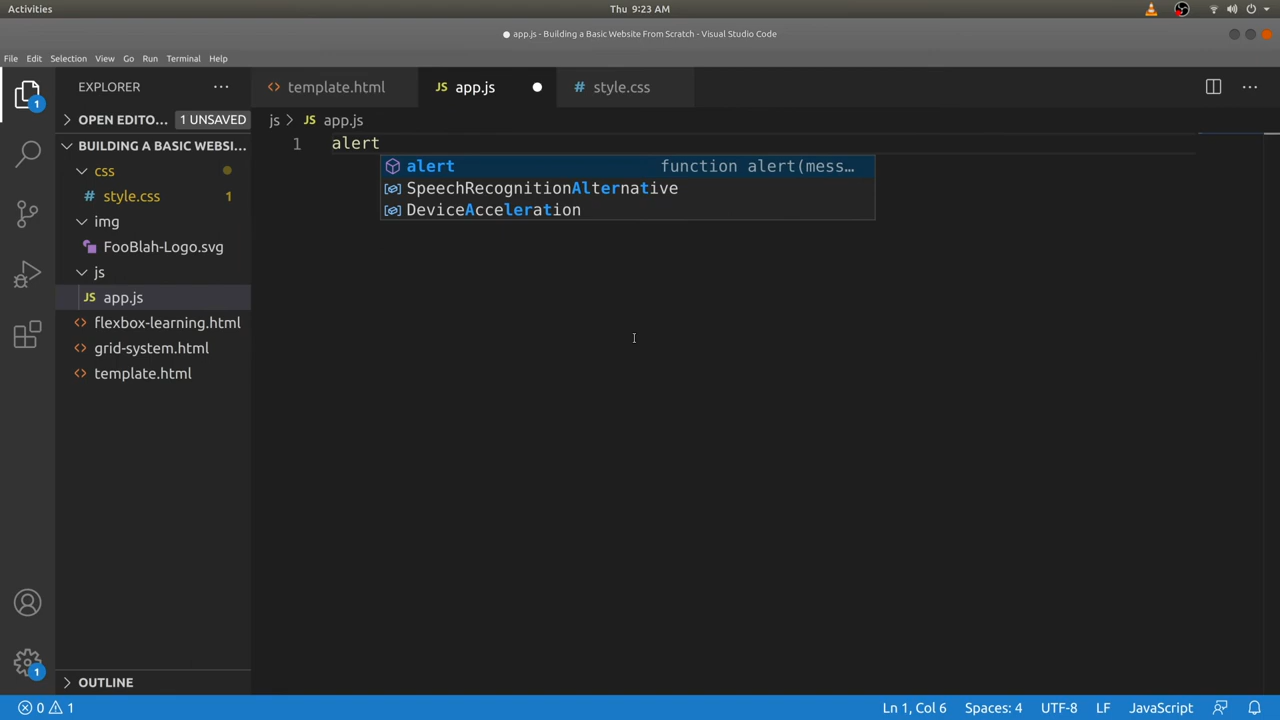 Activities
Thu 9:23 AM
● app.js - Building a Basic Website From Scratch - Visual Studio Code
File Edit Selection View Go Run Terminal Help
EXPLORER ···
template.html
JS app.js
# style.css
OPEN EDITO... 1 UNSAVED
js > JS app.js
BUILDING A BASIC WEBSI...
1 alert
css
alert function alert(mess...
# style.css 1
SpeechRecognitionAlternative
DeviceAcceleration
img
FooBlah-Logo.svg
js
JS app.js
flexbox-learning.html
grid-system.html
template.html
1
1
OUTLINE
0 1
Ln 1, Col 6 Spaces: 4 UTF-8 LF JavaScript